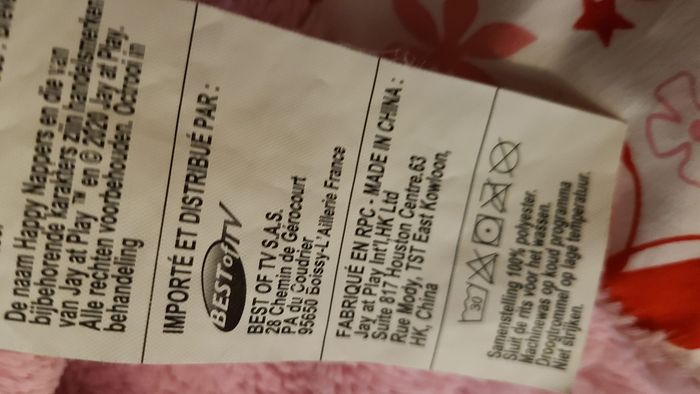 De naam Happy Nappers en die van
bijbehorende karakters zijn handelsmerken
van Jay at Play ™ en © 2020 Jay at Play.
Alle rechten voorbehouden. Octrooi in
behandeling
IMPORTÉ ET DISTRIBUÉ PAR :
BEST of TV
BEST OF TV S.A.S.
28 Chemin de Gérocourt
PA du Coudrier
95650 Boissy-L'Aillerie France
FABRIQUÉ EN RPC - MADE IN CHINA :
Jay at Play Int'l,HK Ltd
Suite 817 Houston Centre.63
Rue Mody, TST East Kowloon,
HK, China
30
Samenstelling 100% polyester.
Sluit de rits voor het wassen.
Machinewas op koud programma
Droogtrommel op lage temperatuur.
Niet strijken.